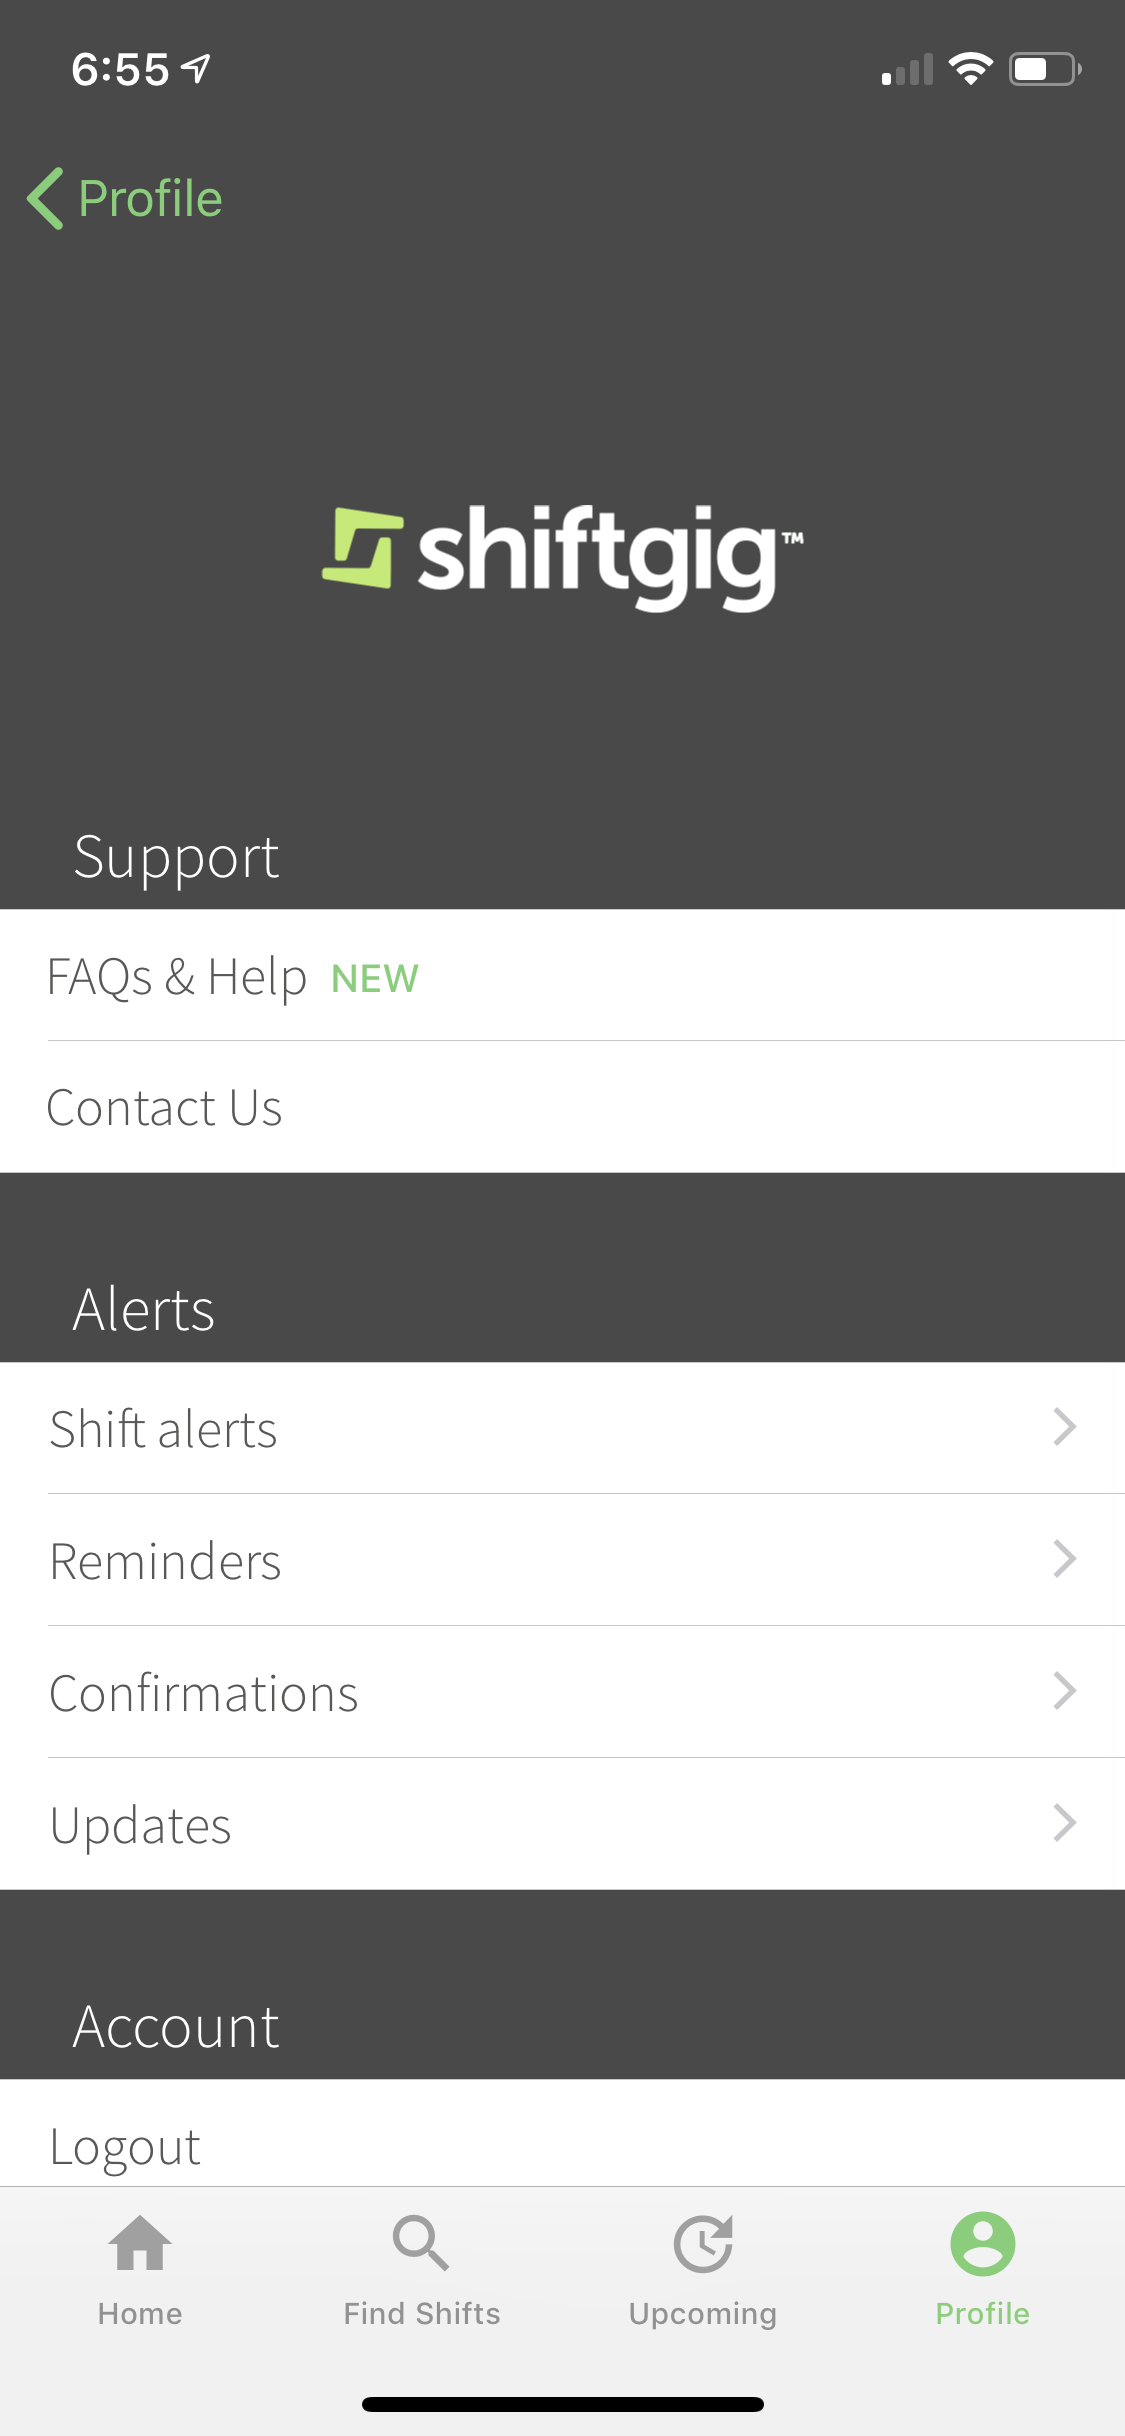 6:55
Profile
shiftgig™
Support
FAQs & Help NEW
Contact Us
Alerts
Shift alerts
Reminders
Confirmations
Updates
Account
Logout
Home Find Shifts Upcoming Profile